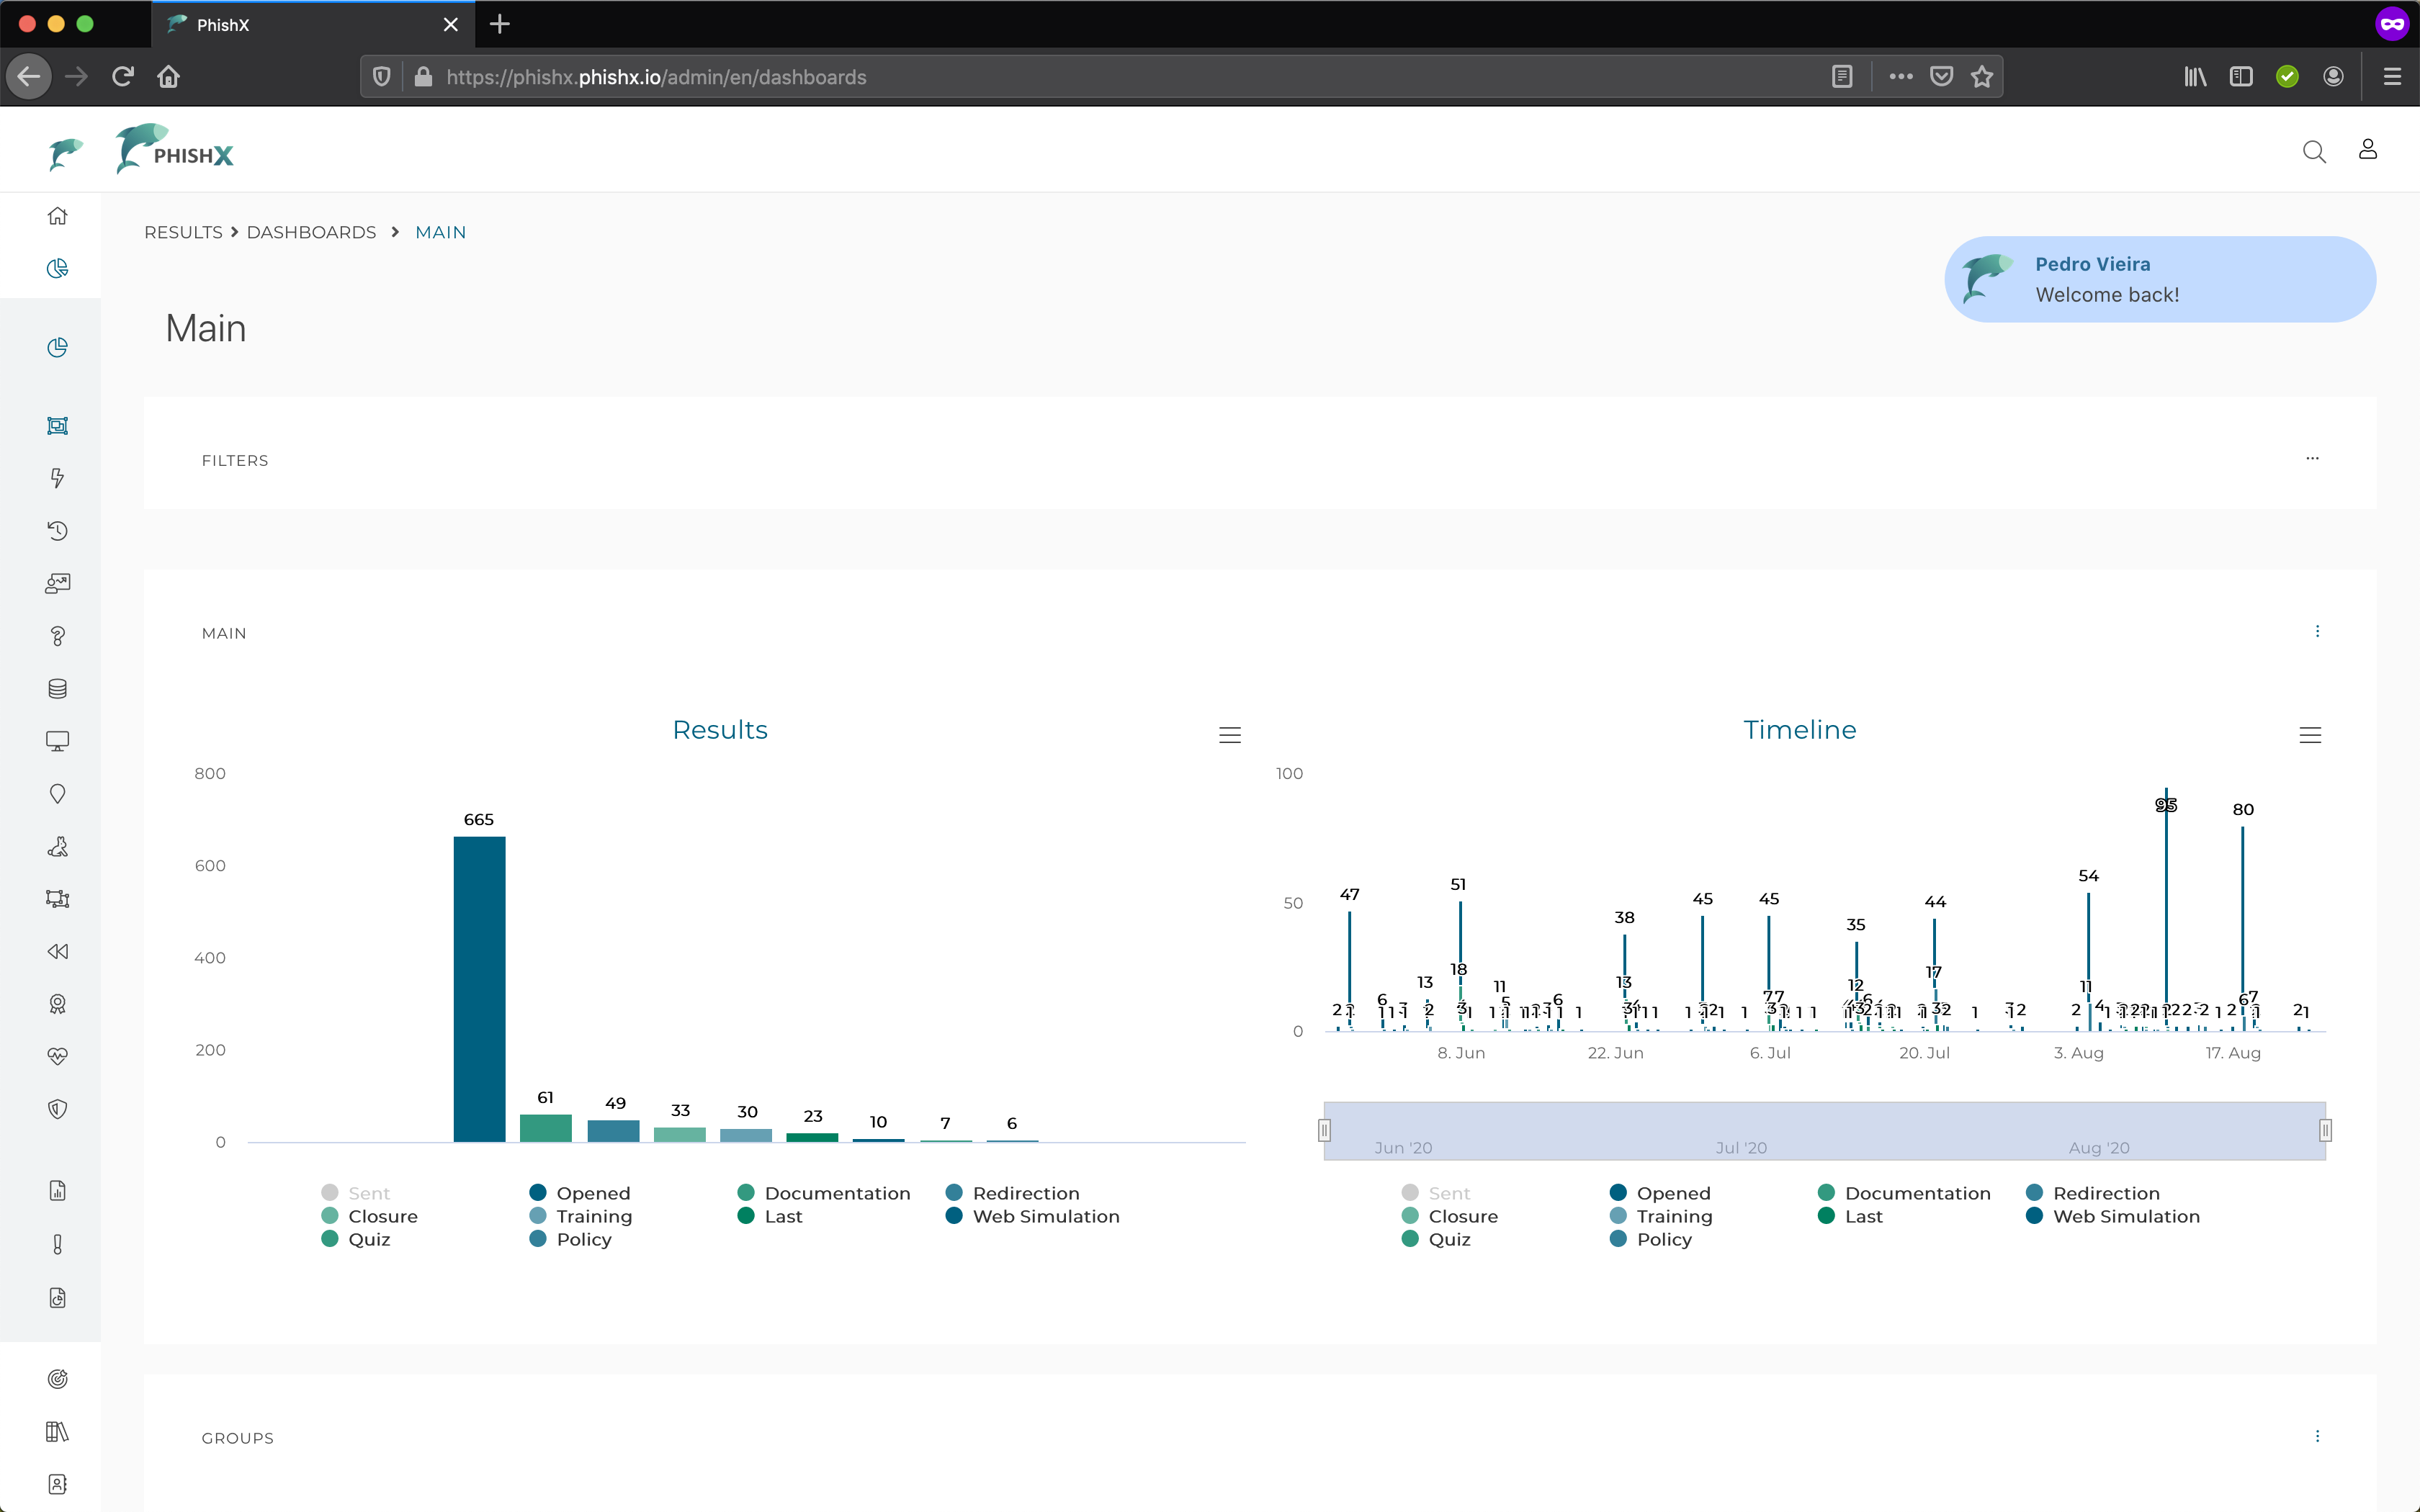 PhishX
https://phishx.phishx.io/admin/en/dashboards
PHISHX
RESULTS > DASHBOARDS > MAIN
Pedro Vieira
Welcome back!
Main
FILTERS
...
MAIN
Results
800
600
400
200
0
665
61
49
33
30
23
10
7
6
Sent
Opened
Documentation
Redirection
Closure
Training
Last
Web Simulation
Quiz
Policy
Timeline
100
50
0
47
51
38
45
45
35
44
54
95
80
13
18
11
13
12
17
11
8. Jun
22. Jun
6. Jul
20. Jul
3. Aug
17. Aug
Jun '20
Jul '20
Aug '20
Sent
Opened
Documentation
Redirection
Closure
Training
Last
Web Simulation
Quiz
Policy
GROUPS